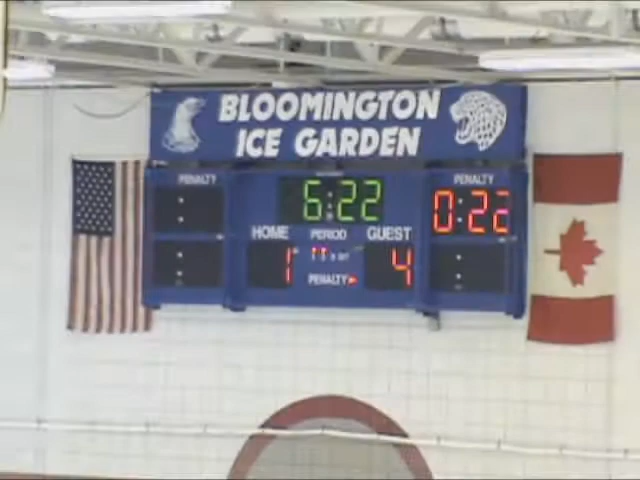 BLOOMINGTON
ICE GARDEN
PENALTY
6:22
PENALTY
0:22
HOME
PERIOD
GUEST
1
4
PENALTY